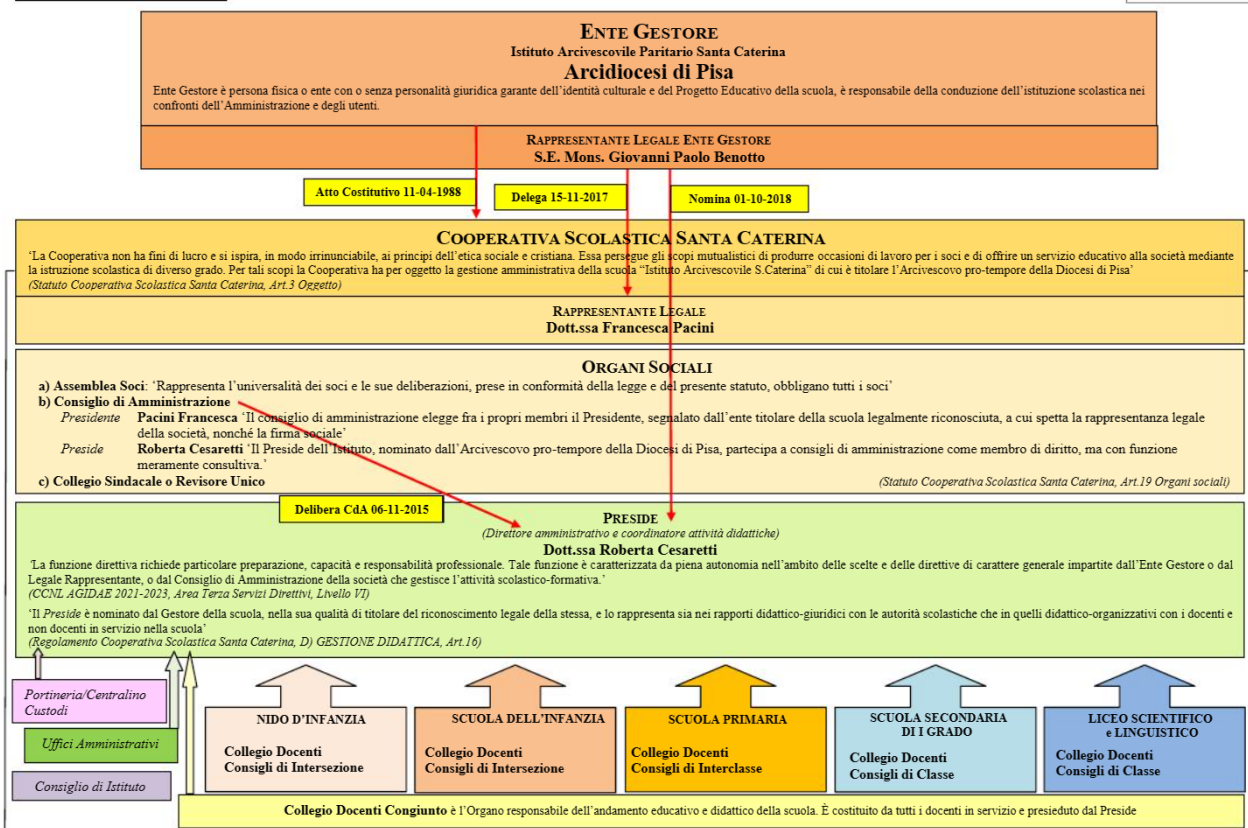 ENTE GESTORE
Istituto Arcivescovile Paritario Santa Caterina
Arcidiocesi di Pisa
Ente Gestore è persona fisica o ente con o senza personalità giuridica garante dell'identità culturale e del Progetto Educativo della scuola, è responsabile della conduzione dell'istituzione scolastica nei
confronti dell'Amministrazione e degli utenti.
RAPPRESENTANTE LEGALE ENTE GESTORE
S.E. Mons. Giovanni Paolo Benotto
Atto Costitutivo 11-04-1988
Delega 15-11-2017
Nomina 01-10-2018
COOPERATIVA SCOLASTICA SANTA CATERINA
'La Cooperativa non ha fini di lucro e si ispira, in modo irrinunciabile, ai principi dell'etica sociale e cristiana. Essa persegue gli scopi mutualistici di produrre occasioni di lavoro per i soci e di offrire un servizio educativo alla società mediante
la istruzione scolastica di diverso grado. Per tali scopi la Cooperativa ha per oggetto la gestione amministrativa della scuola "Istituto Arcivescovile S.Caterina" di cui è titolare l'Arcivescovo pro-tempore della Diocesi di Pisa'
(Statuto Cooperativa Scolastica Santa Caterina, Art.3 Oggetto)
RAPPRESENTANTE LEGALE
Dott.ssa Francesca Pacini
ORGANI SOCIALI
a) Assemblea Soci: 'Rappresenta l'universalità dei soci e le sue deliberazioni, prese in conformità della legge e del presente statuto, obbligano tutti i soci'
b) Consiglio di Amministrazione
Presidente Pacini Francesca 'Il consiglio di amministrazione elegge fra i propri membri il Presidente, segnalato dall'ente titolare della scuola legalmente riconosciuta, a cui spetta la rappresentanza legale
della società, nonché la firma sociale'
Preside Roberta Cesaretti 'Il Preside dell'Istituto, nominato dall'Arcivescovo pro-tempore della Diocesi di Pisa, partecipa a consigli di amministrazione come membro di diritto, ma con funzione
meramente consultiva.'
c) Collegio Sindacale o Revisore Unico (Statuto Cooperativa Scolastica Santa Caterina, Art.19 Organi sociali)
Delibera CdA 06-11-2015
PRESIDE
(Direttore amministrativo e coordinatore attività didattiche)
Dott.ssa Roberta Cesaretti
'La funzione direttiva richiede particolare preparazione, capacità e responsabilità professionale. Tale funzione è caratterizzata da piena autonomia nell'ambito delle scelte e delle direttive di carattere generale impartite dall'Ente Gestore o dal
Legale Rappresentante, o dal Consiglio di Amministrazione della società che gestisce l'attività scolastico-formativa.'
(CCNL AGIDAE 2021-2023, Area Terza Servizi Direttivi, Livello VI)
'Il Preside è nominato dal Gestore della scuola, nella sua qualità di titolare del riconoscimento legale della stessa, e lo rappresenta sia nei rapporti didattico-giuridici con le autorità scolastiche che in quelli didattico-organizzativi con i docenti e
non docenti in servizio nella scuola'
(Regolamento Cooperativa Scolastica Santa Caterina, D) GESTIONE DIDATTICA, Art.16)
Portineria/Centralino
Custodi
Uffici Amministrativi
Consiglio di Istituto
NIDO D'INFANZIA
Collegio Docenti
Consigli di Intersezione
SCUOLA DELL'INFANZIA
Collegio Docenti
Consigli di Intersezione
SCUOLA PRIMARIA
Collegio Docenti
Consigli di Interclasse
SCUOLA SECONDARIA
DI I GRADO
Collegio Docenti
Consigli di Classe
LICEO SCIENTIFICO
e LINGUISTICO
Collegio Docenti
Consigli di Classe
Collegio Docenti Congiunto è l'Organo responsabile dell'andamento educativo e didattico della scuola. È costituito da tutti i docenti in servizio e presieduto dal Preside